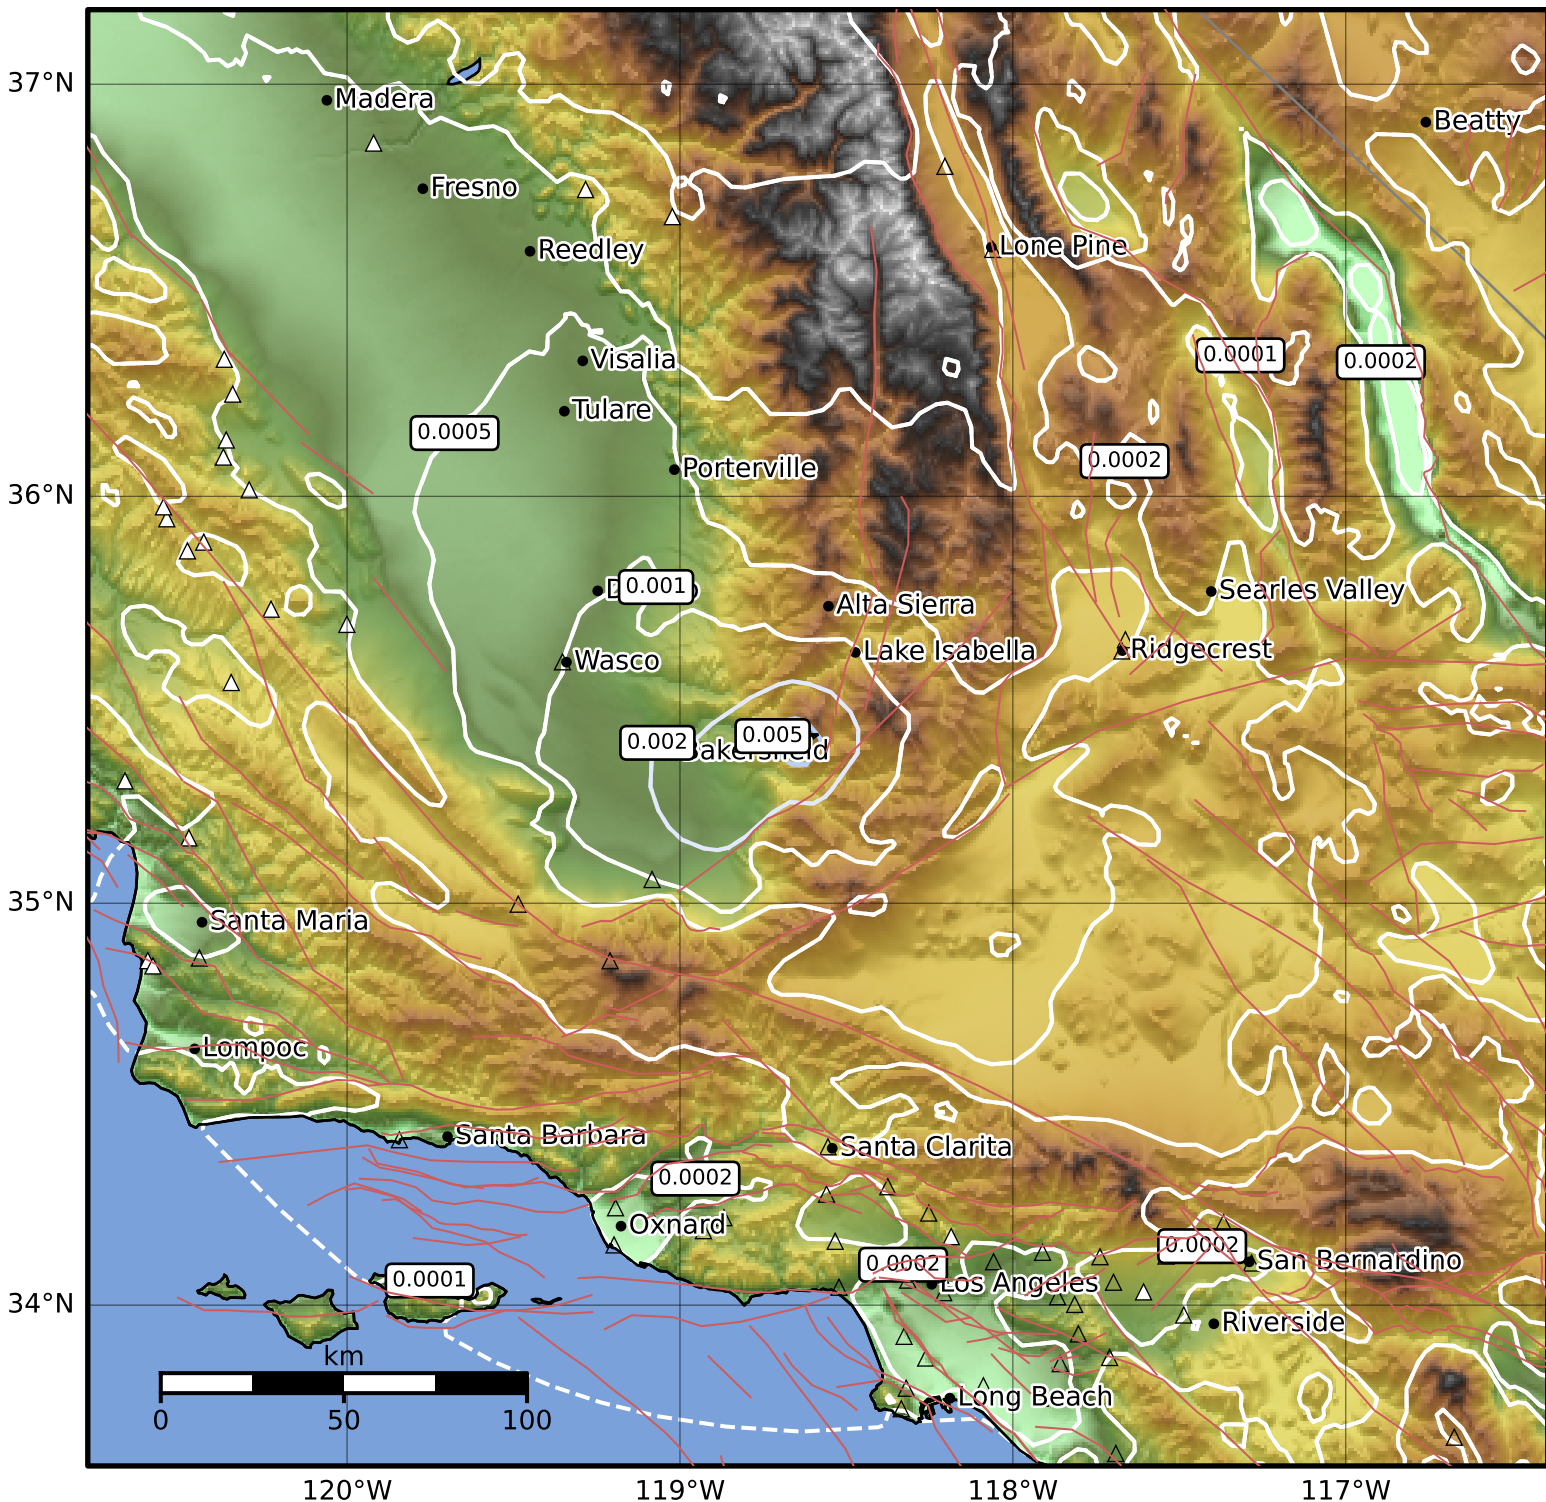 37°N
Madera
Beatty
Fresno
Reedley
Lone Pine
Visalia
0.0001
0.0002
Tulare
0.0005
Porterville
0.0002
36°N
0.001
Alta Sierra
Searles Valley
Wasco
Lake Isabella
Ridgecrest
0.002
0.005
Bakersfield
35°N
Santa Maria
Lompoc
Santa Barbara
Santa Clarita
0.0002
Oxnard
0.0002
San Bernardino
0.0002
0.0001
Los Angeles
34°N
Riverside
km
Long Beach
0
50
100
120°W
119°W
118°W
117°W